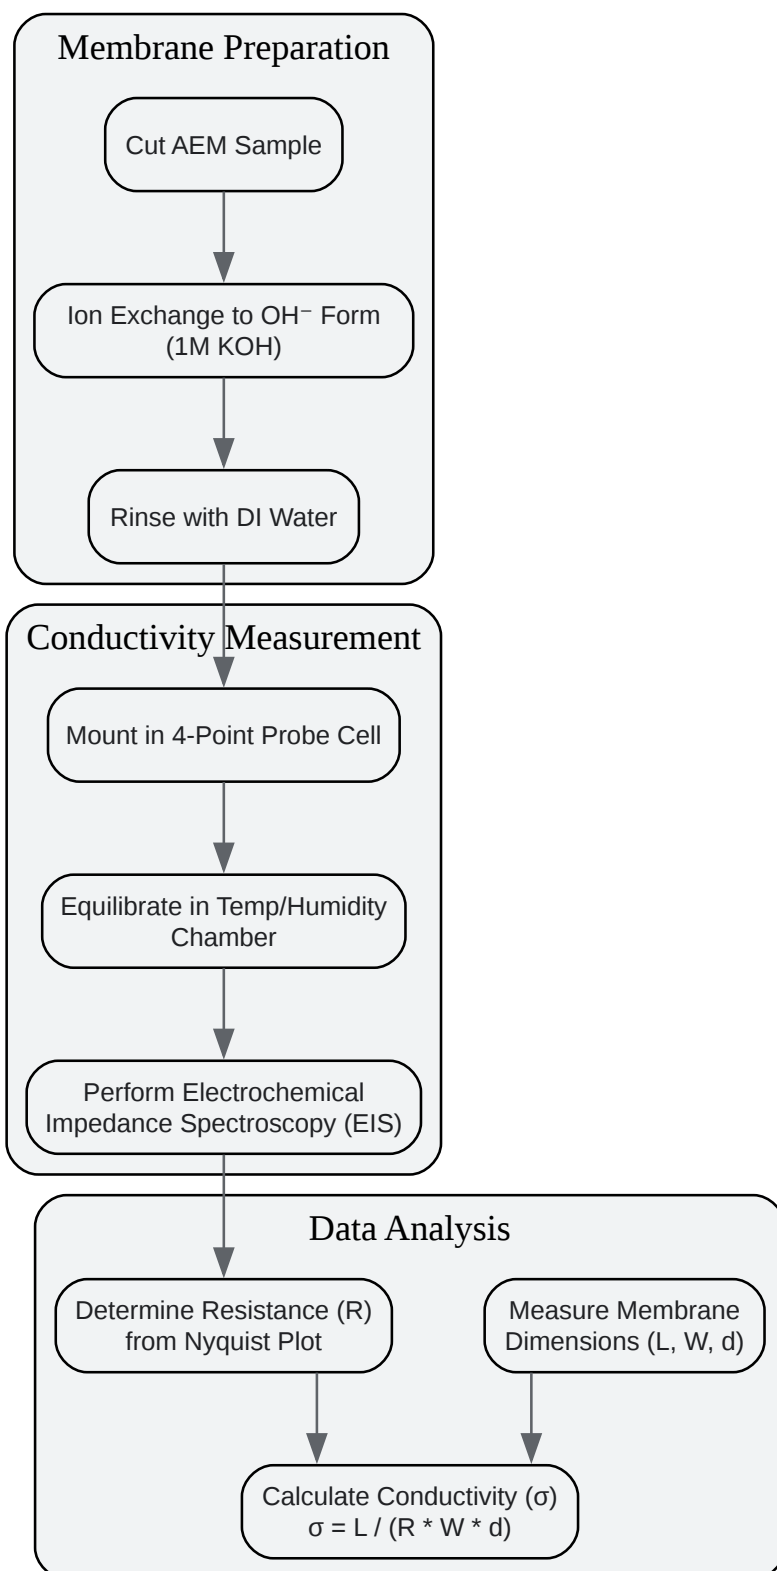 Membrane Preparation
Cut AEM Sample
Ion Exchange to OH⁻ Form
(1M KOH)
Rinse with DI Water
Conductivity Measurement
Mount in 4-Point Probe Cell
Equilibrate in Temp/Humidity
Chamber
Perform Electrochemical
Impedance Spectroscopy (EIS)
Data Analysis
Determine Resistance (R)
from Nyquist Plot
Measure Membrane
Dimensions (L, W, d)
Calculate Conductivity (σ)
σ = L / (R * W * d)